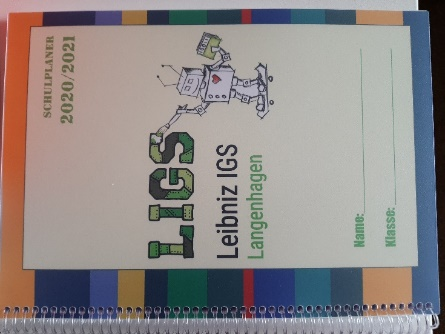 SCHULPLANER
2020/2021
LIGS
Leibniz IGS
Langenhagen
Name:
Klasse: